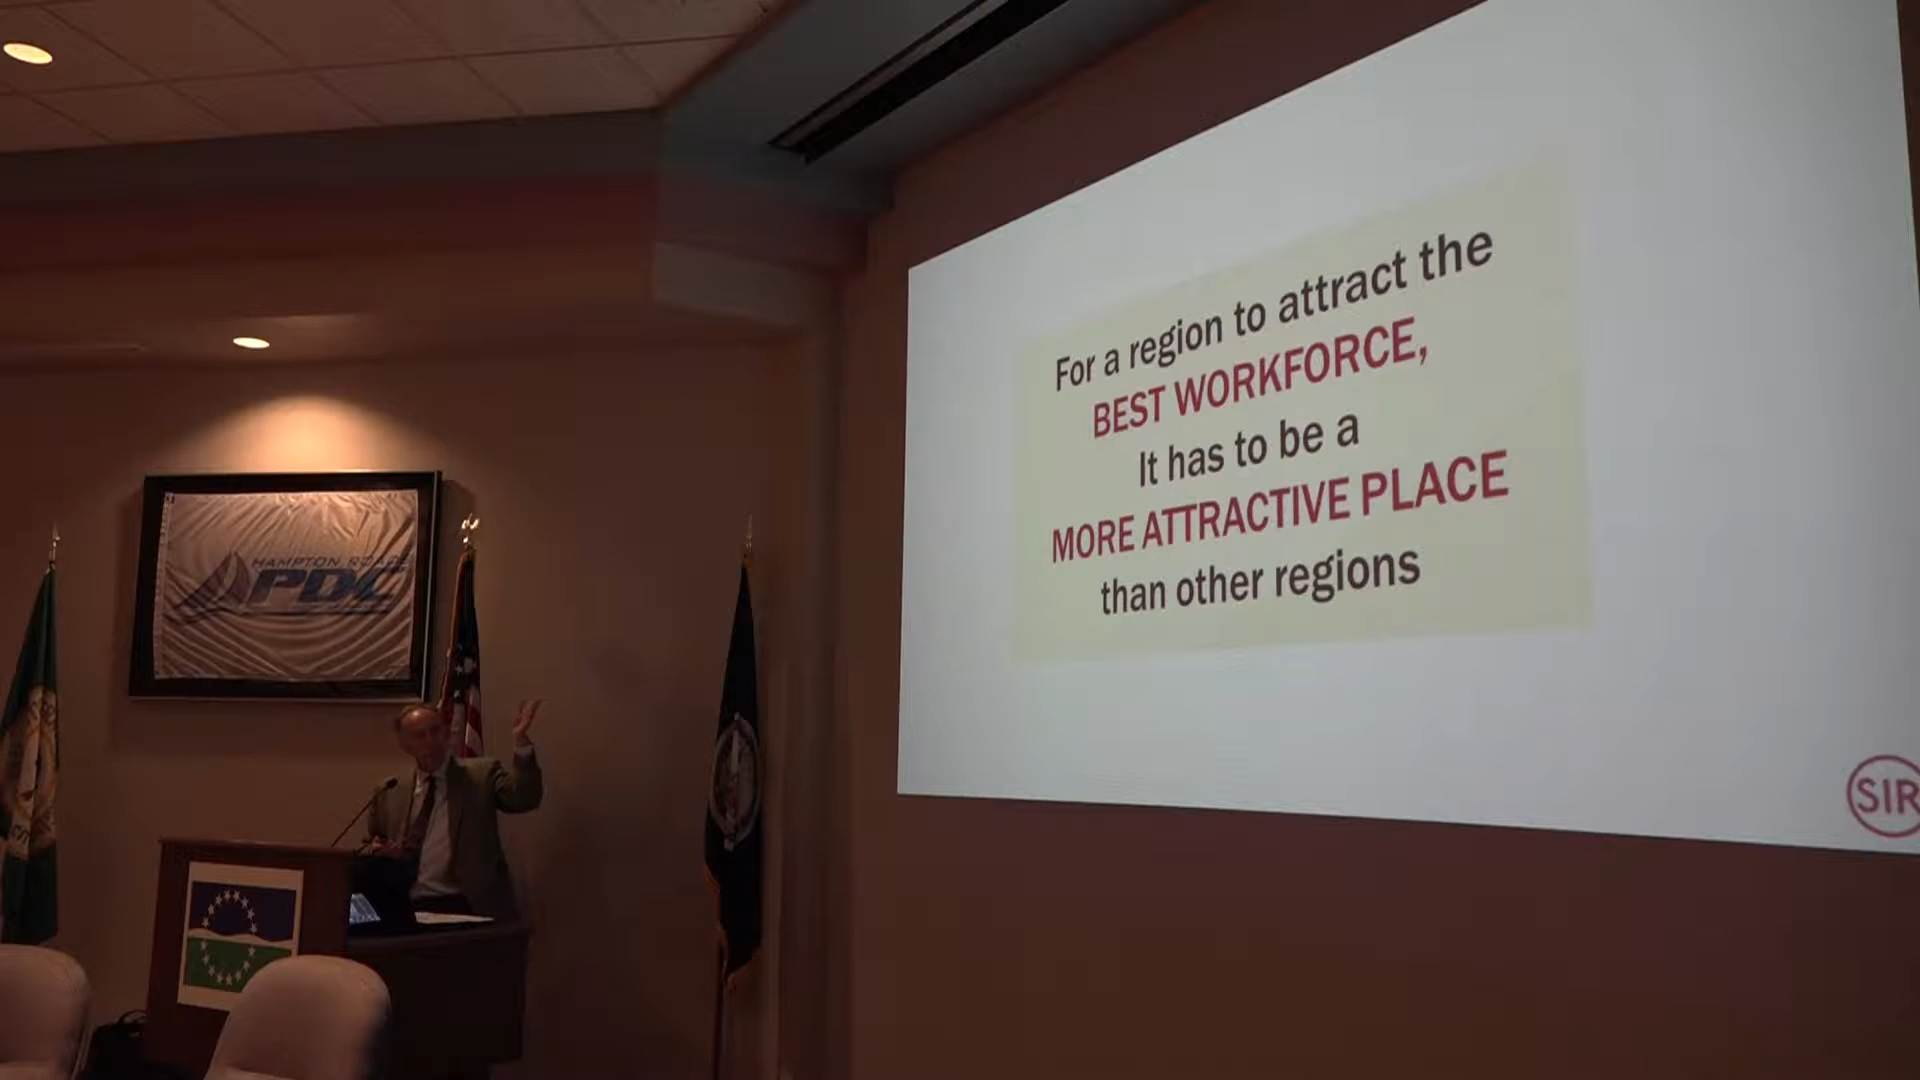 For a region to attract the
BEST WORKFORCE,
It has to be a
MORE ATTRACTIVE PLACE
than other regions
SIR
HAMPTON ROADS
PDC